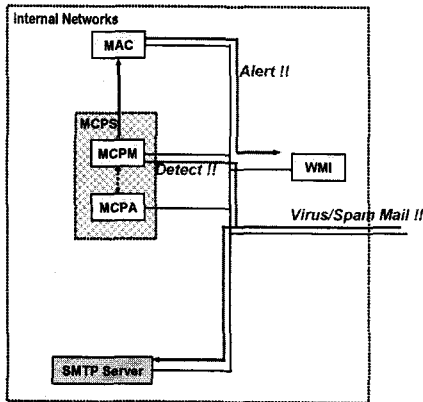 Internal Networks
MAC
Alert !!
MCPS
MCPM
Detect !!
WMI
MCPA
Virus/Spam Mail !!
SMTP Server